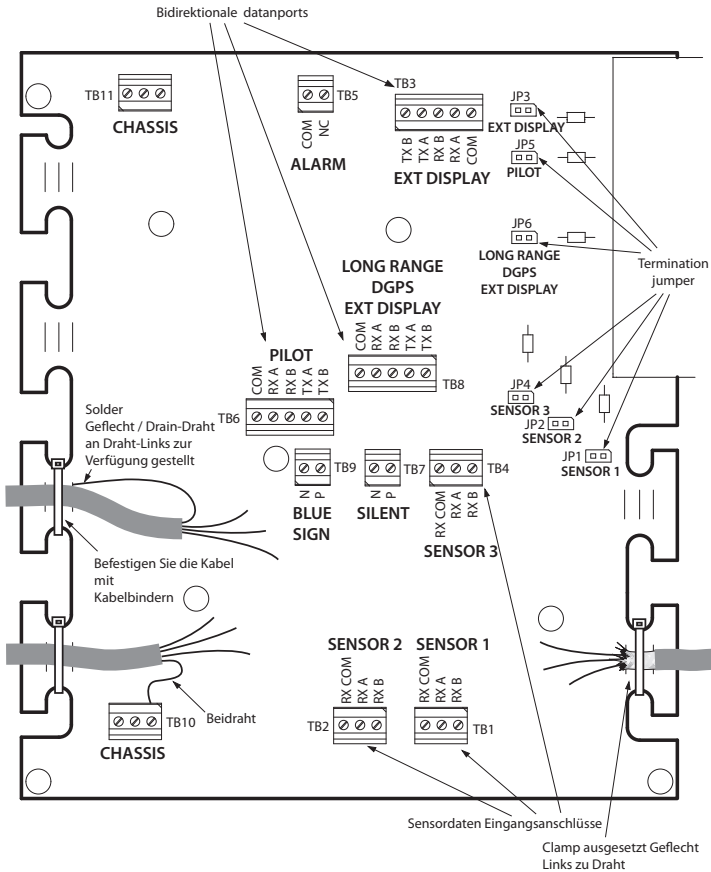 Bidirektionale datanports
TB11
CHASSIS
TB5
COM
NC
ALARM
TB3
TX B
TX A
RX B
RX A
COM
EXT DISPLAY
JP3
EXT DISPLAY
JP5
PILOT
JP6
LONG RANGE
DGPS
EXT DISPLAY
Termination
jumper
LONG RANGE
DGPS
EXT DISPLAY
COM
RX A
RX B
TX A
TX B
TB8
PILOT
COM
RX A
RX B
TX A
TX B
TB6
JP4
SENSOR 3
JP2
SENSOR 2
JP1
SENSOR 1
Solder
Geflecht / Drain-Draht
an Draht-Links zur
Verfügung gestellt
TB9
N
P
BLUE
SIGN
TB7
N
P
SILENT
TB4
RX COM
RX A
RX B
SENSOR 3
Befestigen Sie die Kabel
mit
Kabelbindern
SENSOR 2
RX COM
RX A
RX B
TB2
SENSOR 1
RX COM
RX A
RX B
TB1
TB10
Beidraht
CHASSIS
Sensordaten Eingangsanschlüsse
Clamp ausgesetzt Geflecht
Links zu Draht